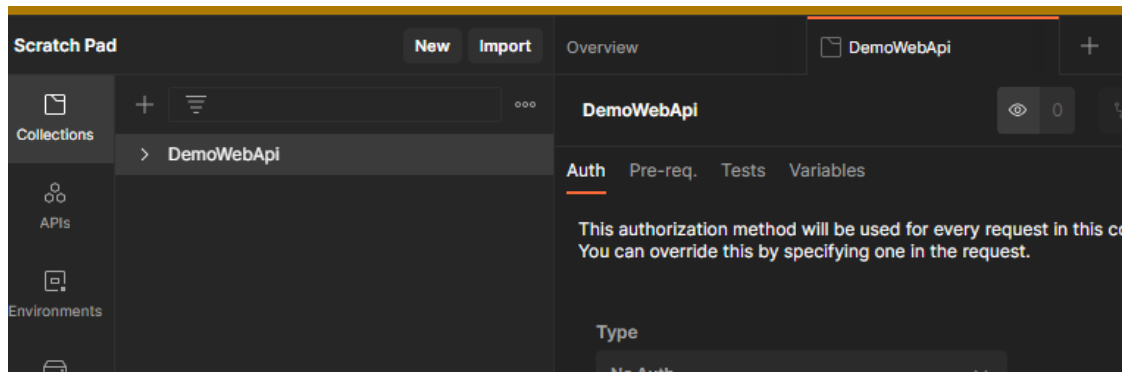 Scratch Pad
New
Import
Overview
DemoWebApi
Collections
DemoWebApi
0
DemoWebApi
APIs
Auth
Pre-req.
Tests
Variables
This authorization method will be used for every request in this
You can override this by specifying one in the request.
Environments
Type
No Auth